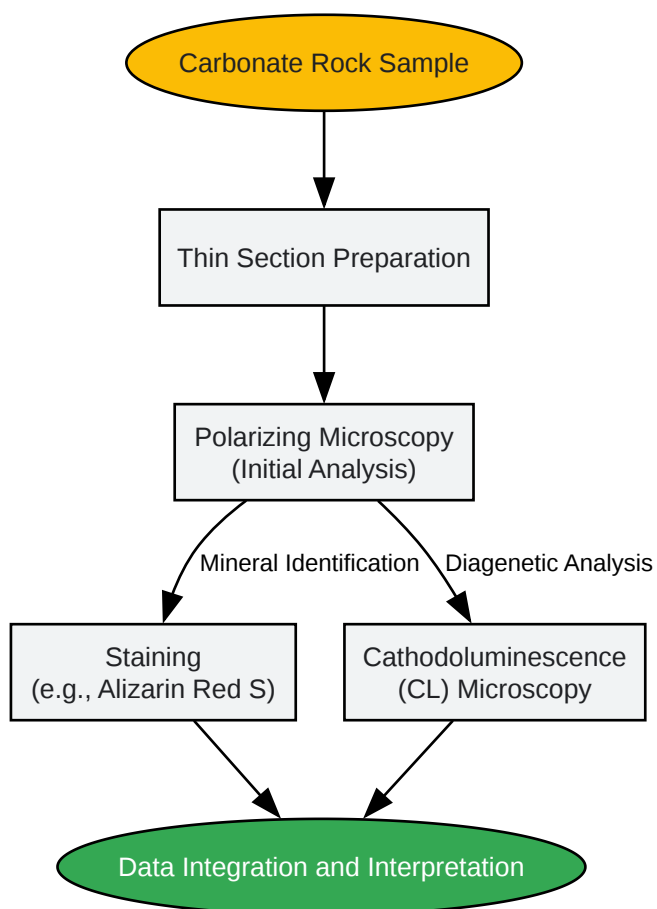 Carbonate Rock Sample
Thin Section Preparation
Polarizing Microscopy
(Initial Analysis)
Mineral Identification
Diagenetic Analysis
Staining
(e.g., Alizarin Red S)
Cathodoluminescence
(CL) Microscopy
Data Integration and Interpretation